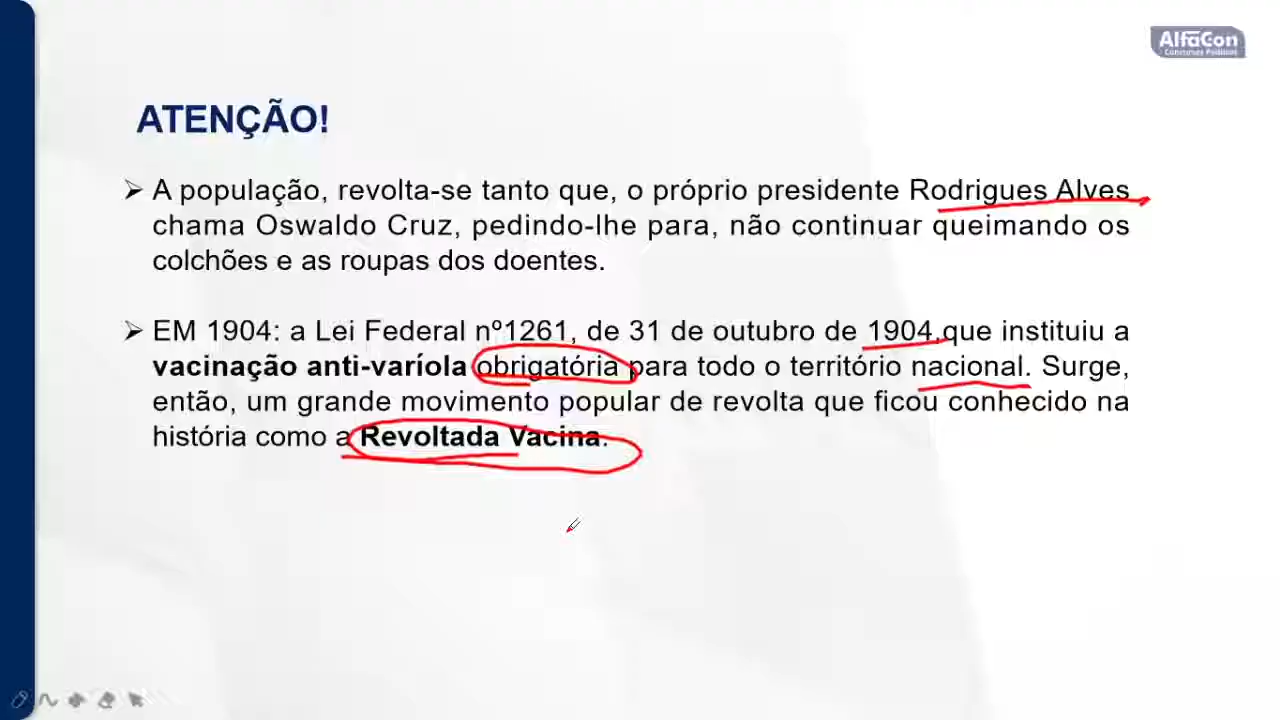 AlfaCon
Concursos Públicos
ATENÇÃO!
A população, revolta-se tanto que, o próprio presidente Rodrigues Alves
chama Oswaldo Cruz, pedindo-lhe para, não continuar queimando os
colchões e as roupas dos doentes.
EM 1904: a Lei Federal nº1261, de 31 de outubro de 1904,que instituiu a
vacinação anti-varíola obrigatória para todo o território nacional. Surge,
então, um grande movimento popular de revolta que ficou conhecido na
história como a Revoltada Vacina.